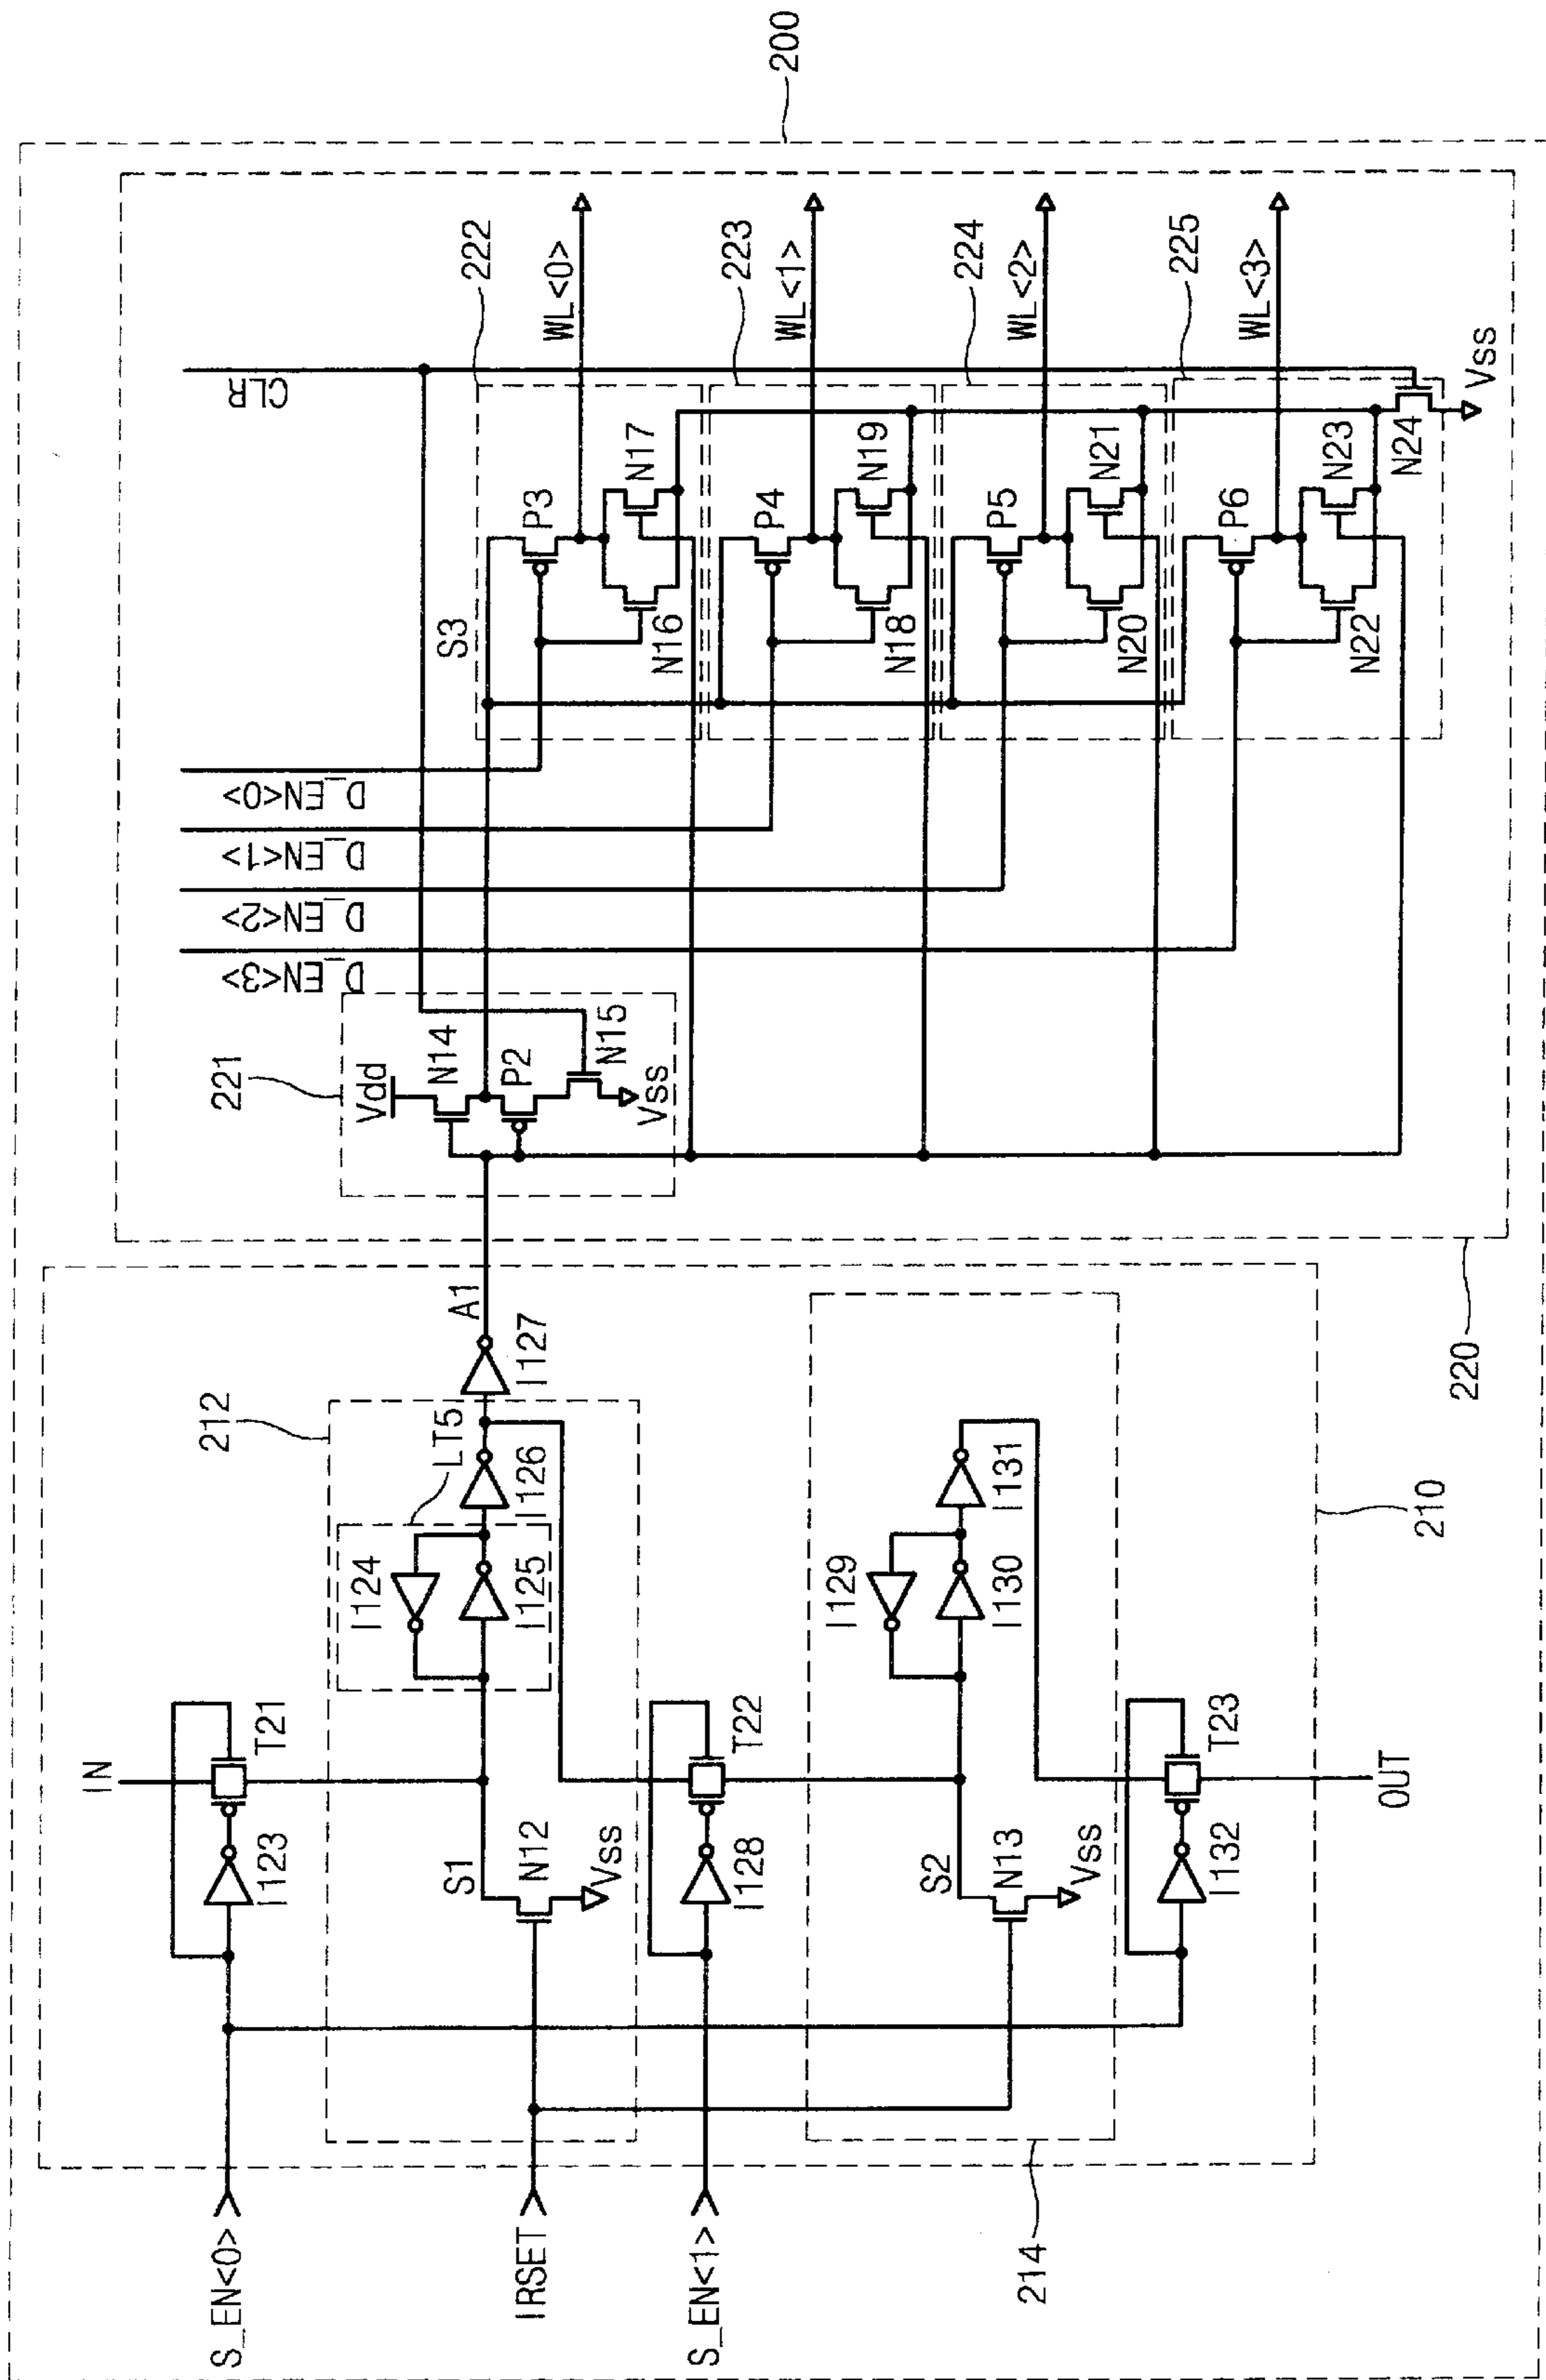 200
220
210
212
214
221
222
223
224
225
S_EN<0>
IRSET
S_EN<1>
IN
I123
T21
S1
N12
Vss
I124
I125
LT5
I126
I127
A1
I128
T22
S2
N13
Vss
I129
I130
I131
I132
T23
OUT
Vdd
N14
P2
N15
Vss
D_EN<3>
D_EN<2>
D_EN<1>
D_EN<0>
CLR
S3
P3
N16
N17
WL<0>
P4
N18
N19
WL<1>
P5
N20
N21
WL<2>
P6
N22
N23
WL<3>
N24
Vss